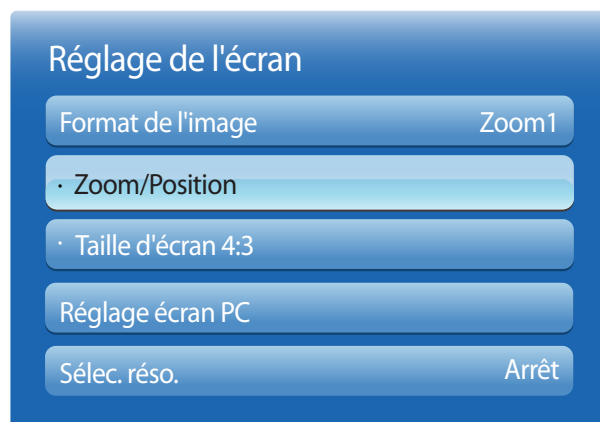 Réglage de l'écran
Format de l'image Zoom1
· Zoom/Position
· Taille d'écran 4:3
Réglage écran PC
Sélec. réso. Arrêt